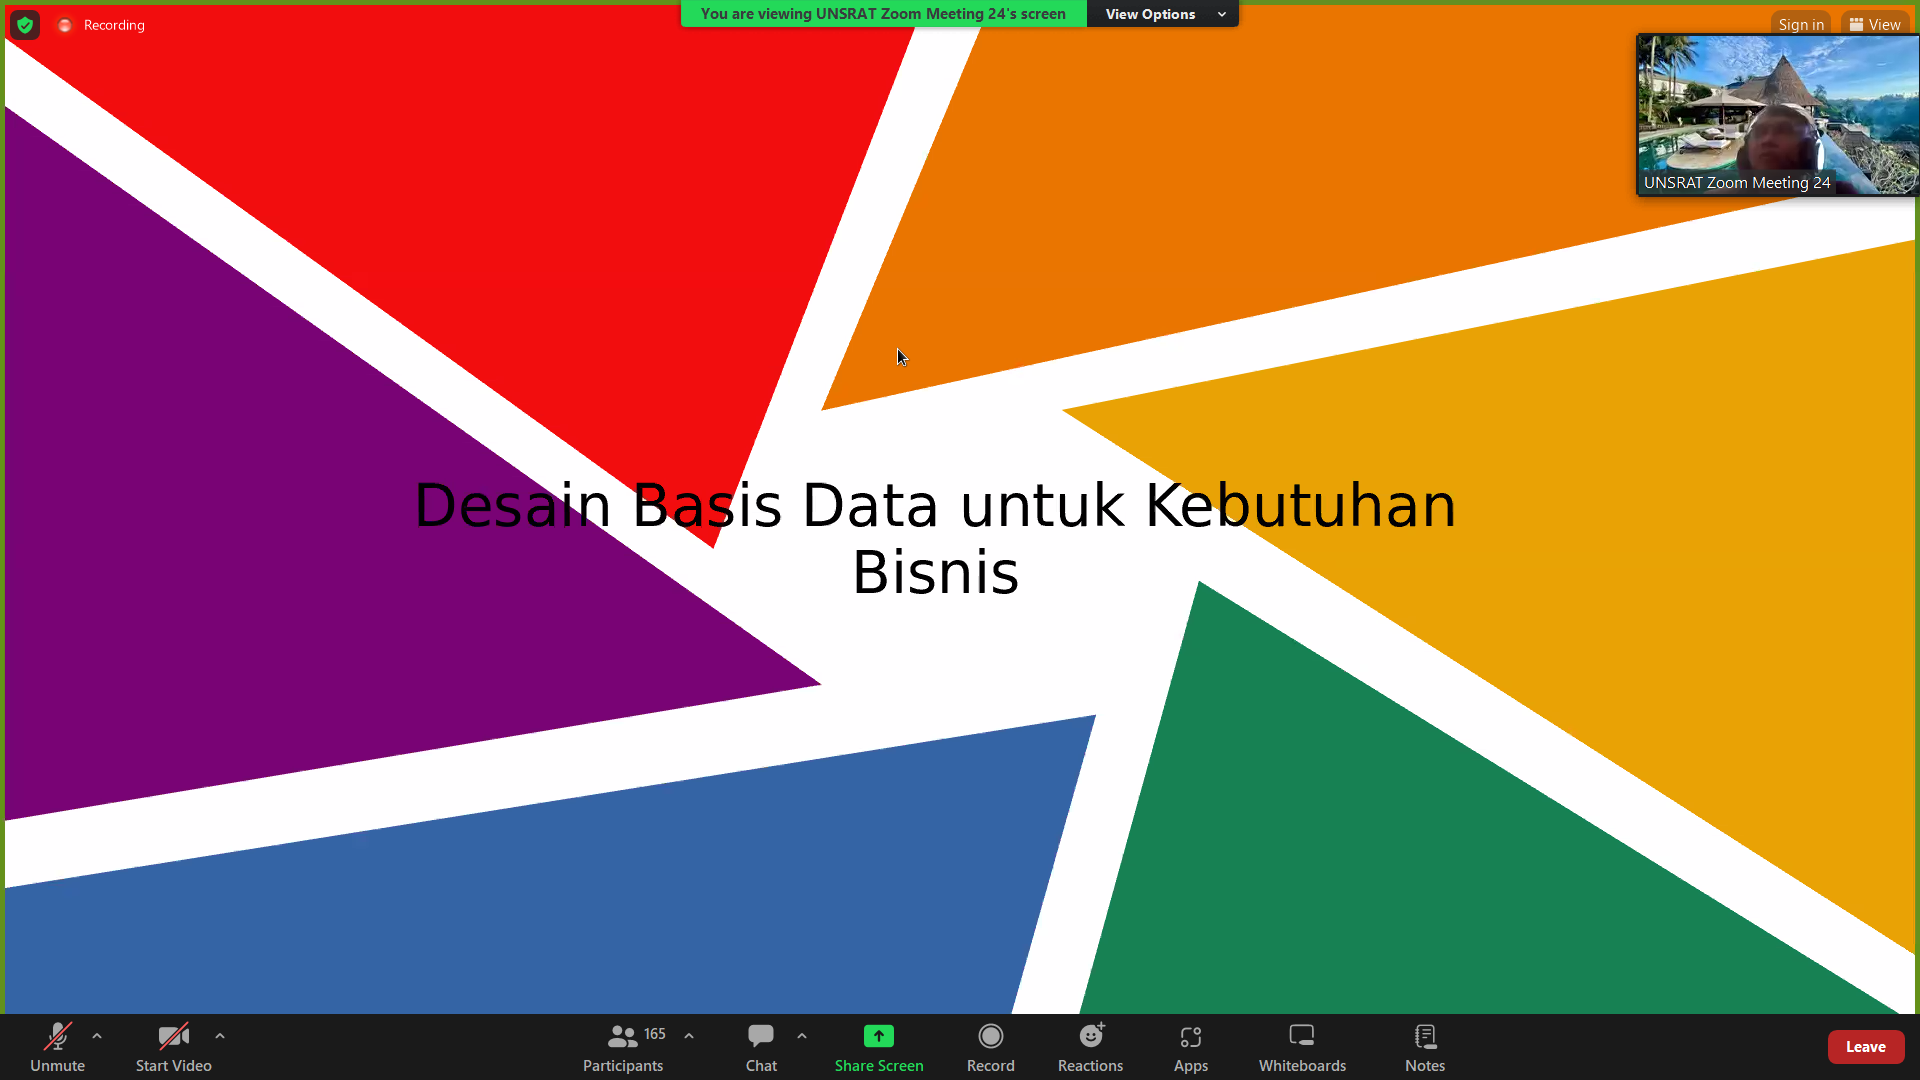 You are viewing UNSRAT Zoom Meeting 24's screen
View Options
Recording
Sign in
View
UNSRAT Zoom Meeting 24
Desain Basis Data untuk Kebutuhan
Bisnis
Unmute
Start Video
165
Participants
Chat
Share Screen
Record
Reactions
Apps
Whiteboards
Notes
Leave